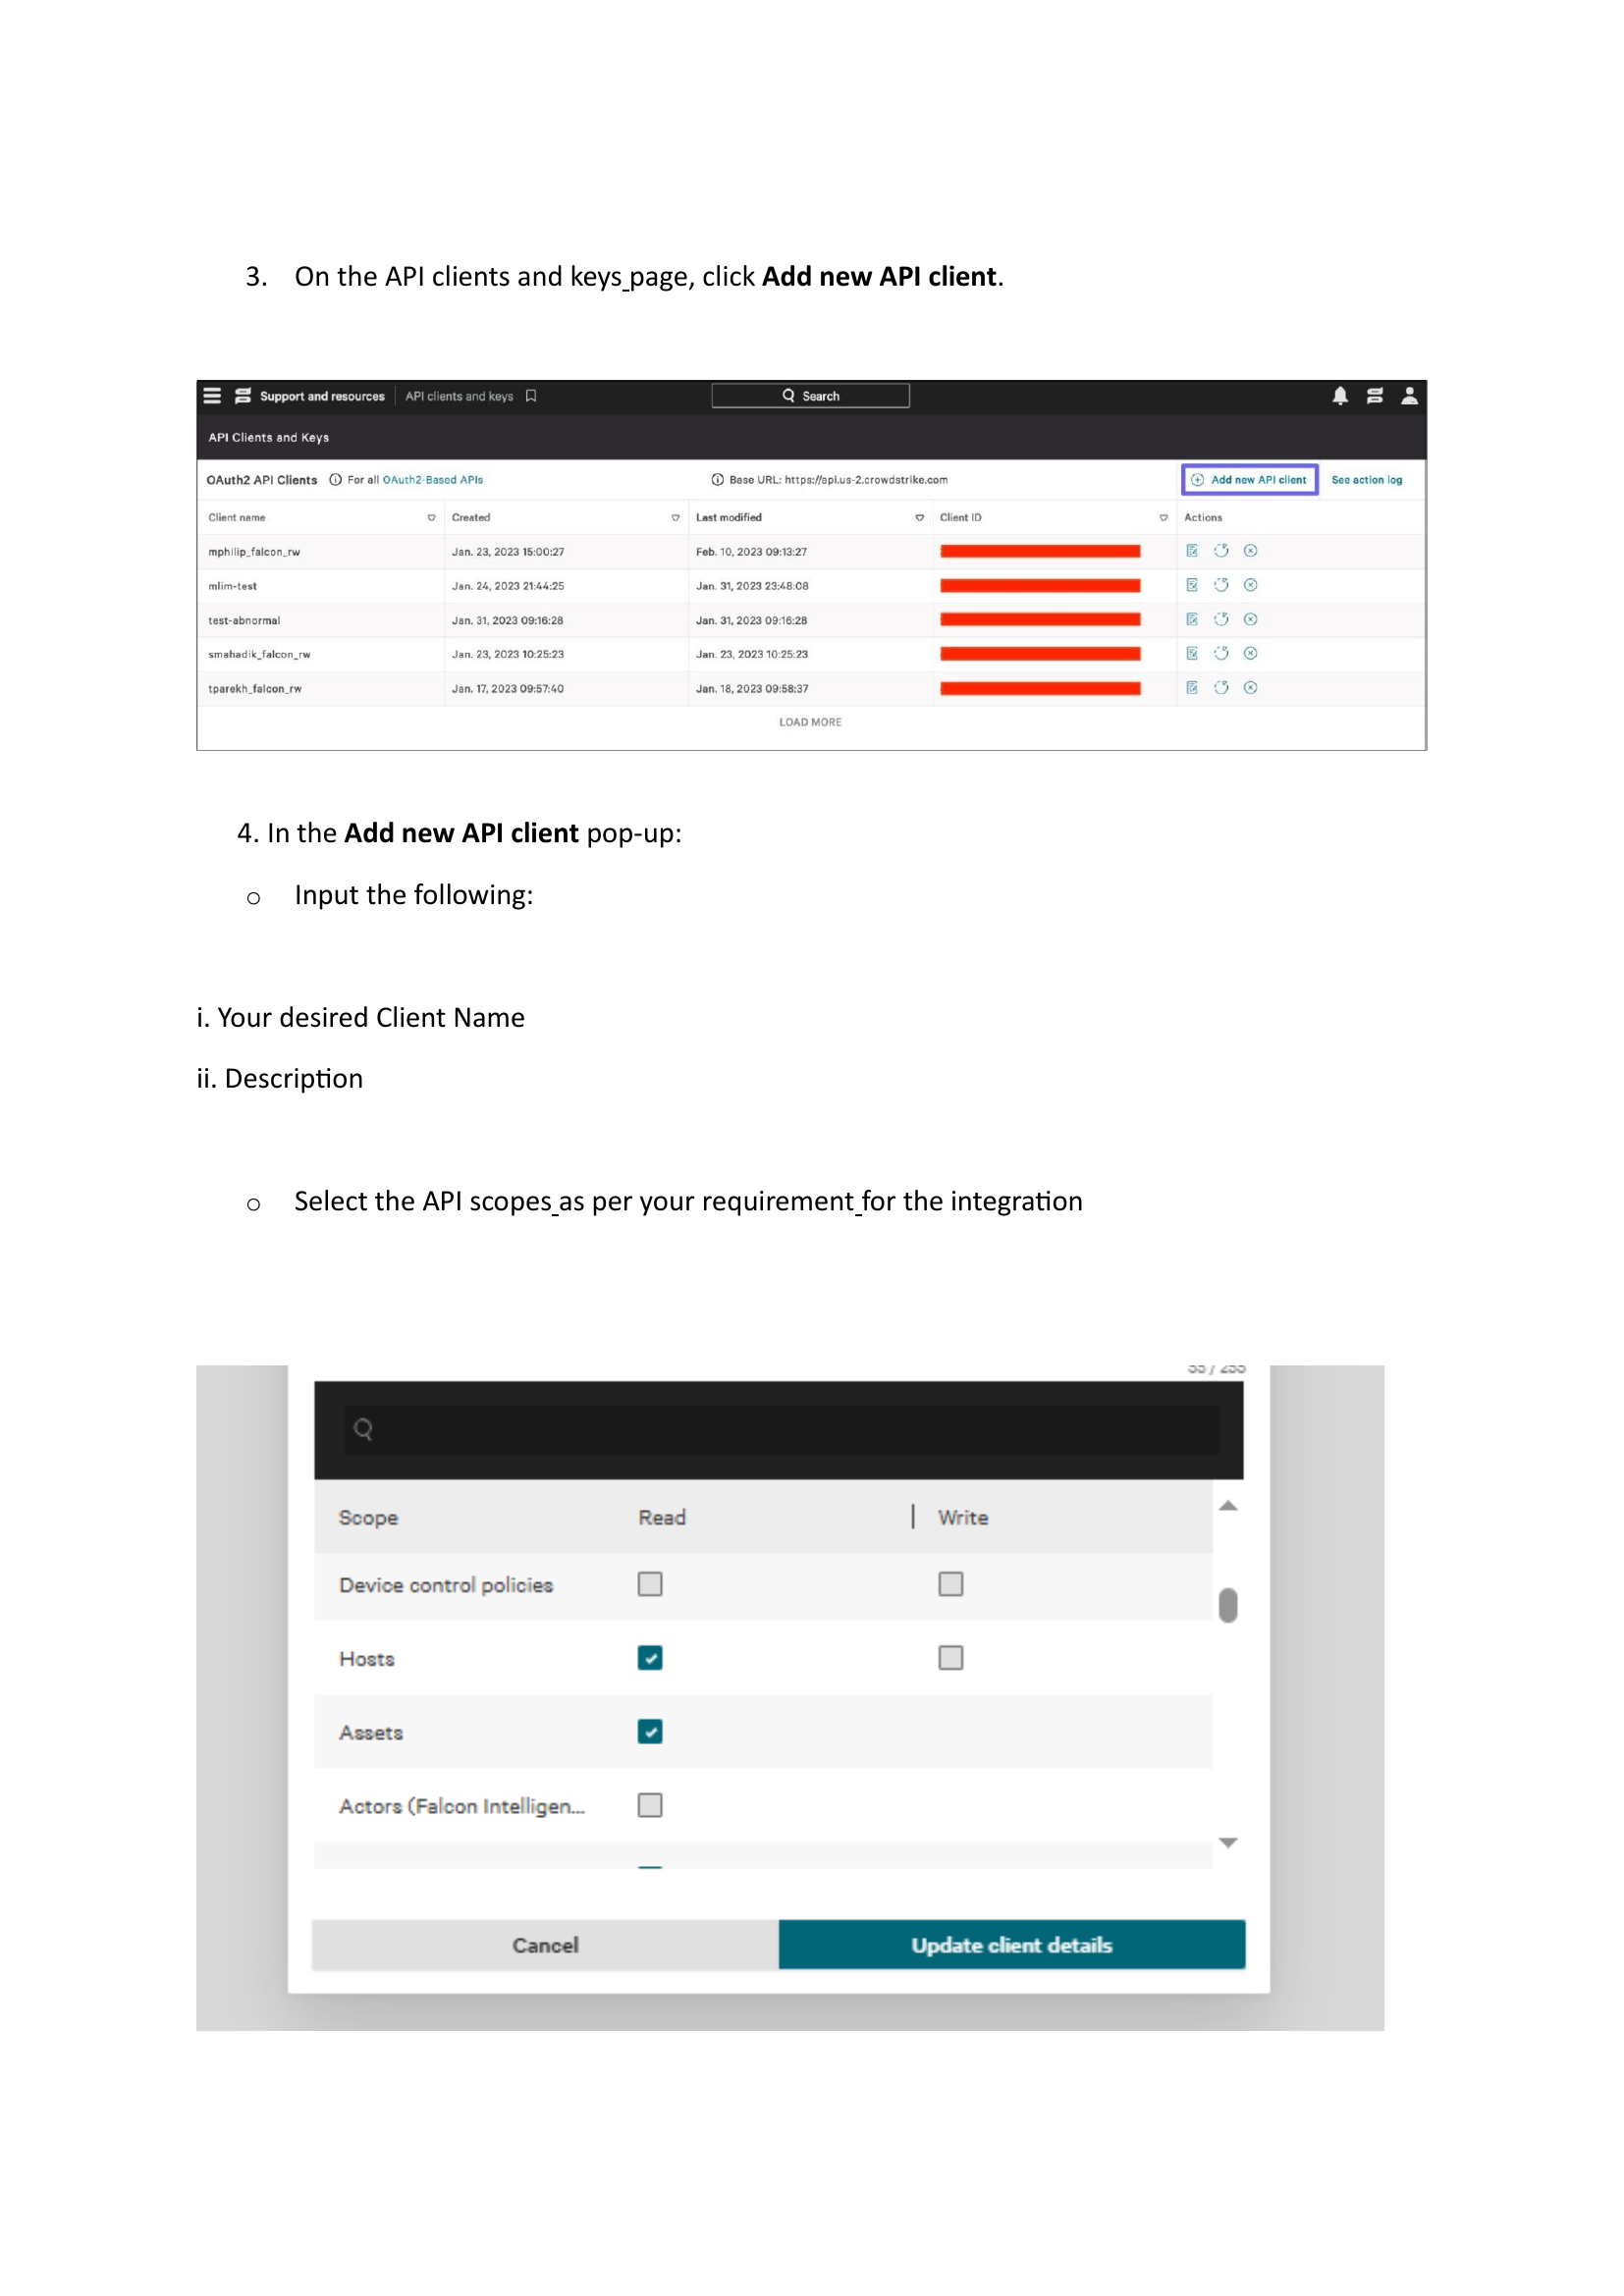 3. On the API clients and keys page, click Add new API client.
Support and resources API clients and keys Search
API Clients and Keys
OAuth2 API Clients For all OAuth2-Based APIs Base URL: https://api.us-2.crowdstrike.com Add new API client See action log
Client name Created Last modified Client ID Actions
mphilip_falcon_rw Jan. 23, 2023 15:00:27 Feb. 10, 2023 09:13:27
mlim-test Jan. 24, 2023 21:44:25 Jan. 31, 2023 23:48:08
test-abnormal Jan. 31, 2023 09:16:28 Jan. 31, 2023 09:16:28
smahadik_falcon_rw Jan. 23, 2023 10:25:23 Jan. 23, 2023 10:25:23
tparekh_falcon_rw Jan. 17, 2023 09:57:40 Jan. 18, 2023 09:58:37
LOAD MORE
4. In the Add new API client pop-up:
o Input the following:
i. Your desired Client Name
ii. Description
o Select the API scopes as per your requirement for the integration
Scope Read Write
Device control policies
Hosts
Assets
Actors (Falcon Intelligen...
Cancel Update client details